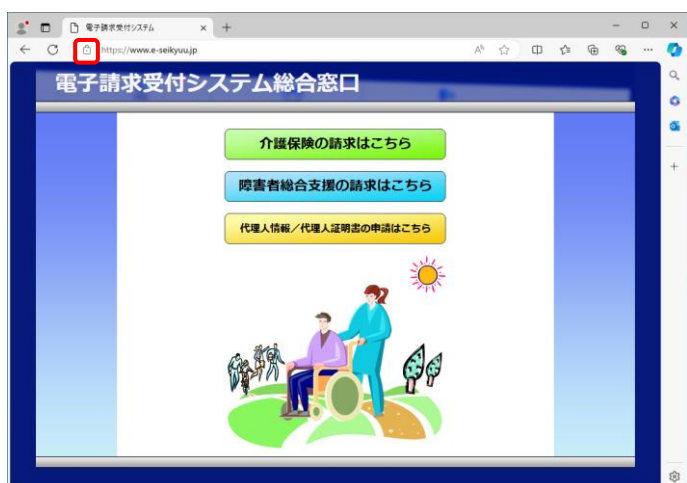 電子請求受付システム
https://www.e-seikyuu.jp
電子請求受付システム総合窓口
介護保険の請求はこちら
障害者総合支援の請求はこちら
代理人情報／代理人証明書の申請はこちら